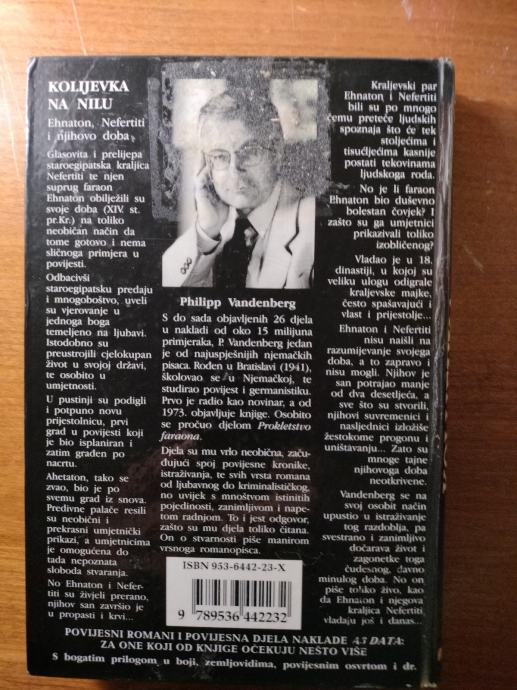 KOLIJEVKA
NA NILU
Ehnaton, Nefertiti
i njihovo doba
Glasovita i prelijepa
staroegipatska kraljica
Nefertiti te njen
suprug faraon
Ehnaton obilježili su
svoje doba (XIV. st.
pr.Kr.) na toliko
neobičan način da
tome gotovo i nema
sličnoga primjera u
povijesti.
Odbacivši
staroegipatsku predaju
i mnogoboštvo, uveli
su vjerovanje u
jednoga boga
temeljeno na ljubavi.
Istodobno su
preustrojili cjelokupan
život u svojoj državi,
te osobito u
umjetnosti.
U pustinji su podigli
i potpuno novu
prijestolnicu, prvi
grad u povijesti koji
je bio isplaniran i
zatim građen po
nacrtu.
Ahetaton, tako se
zvao, bio je po
svemu grad iz snova.
Predivne palače resili
su neobični i
prekrasni umjetnički
prikazi, a umjetnicima
je omogućena do
tada nepoznata
sloboda stvaranja.
No Ehnaton i Nefer-
titi su živjeli prerano,
njihov san završio je
u propasti i krvi...
Philipp Vandenberg
S do sada objavljenih 26 djela
u nakladi od oko 15 milijuna
primjeraka, P. Vandenberg jedan
je od najuspješnijih njemačkih
pisaca. Rođen u Bratislavi (1941),
školovao se u Njemačkoj, te
studirao povijest i germanistiku.
Prvo je radio kao novinar, a od
1973. objavljuje knjige. Osobito
se pročuo djelom Prokletstvo
faraona.
Djela su mu vrlo neobična, začu-
đujući spoj povijesne kronike,
istraživanja, te svih vrsta romana
od ljubavnog do kriminalističkog,
no uvijek s mnoštvom istinitih
pojedinosti, zanimljivom i nape-
tom radnjom. To i jest odgovor,
zašto su mu djela toliko čitana.
On o stvarnosti piše manirom
vrsnoga romanopisca.
ISBN 953-6442-23-X
9 789536 442232
Kraljevski par
Ehnaton i Nefertiti
bili su po mnogo
čemu preteče ljudskih
spoznaja što će tek
stoljećima i
tisućljećima kasnije
postati tekovinama
ljudskoga roda.
No je li faraon
Ehnaton bio duševno
bolestan čovjek? I
zašto su ga umjetnici
prikazivali toliko
izobličenog?
Vladao je u 18.
dinastiji, u kojoj su
veliku ulogu odigrale
kraljevske majke,
često spašavajući i
vlast i prijestolje...
Ehnaton i Nefertiti
nisu naišli na
razumijevanje svojega
doba, a to zapravo i
nisu mogli. Njihov je
san potrajao manje
od dva desetljeća, a
sve što su stvorili,
njihovi suvremenici i
nasljednici izložiše
žestokome progonu i
uništavanju... Zato su
mnoge tajne
njihovoga doba
neotkrivene.
Vandenberg se na
svoj osobit način
upustio u istraživanje
tog razdoblja, pa
svestrano i zanimljivo
dočarava život i
zagonetke toga
čudesnog, davno
minulog doba. No on
piše toliko živo, kao
da Ehnaton i njegova
kraljica Nefertiti,
vladaju još i danas...
POVIJESNI ROMANI I POVIJESNA DJELA NAKLADE A3 DATA:
ZA ONE KOJI OD KNJIGE OČEKUJU NEŠTO VIŠE
S bogatim prilogom u boji, zemljovidima, povijesnim osvrtom i dr.